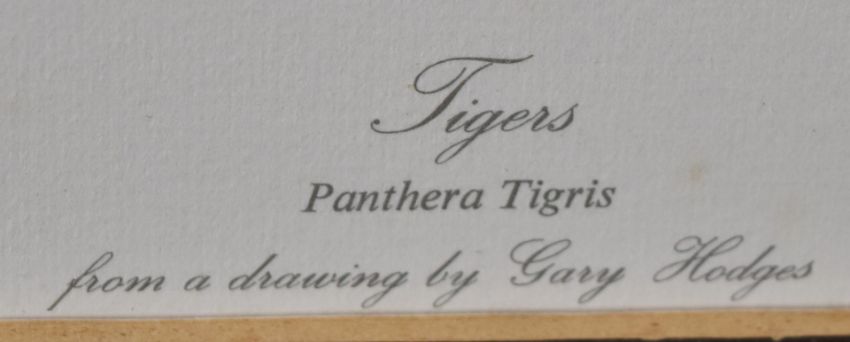 Tigers
Panthera Tigris
from a drawing by Gary Hodges